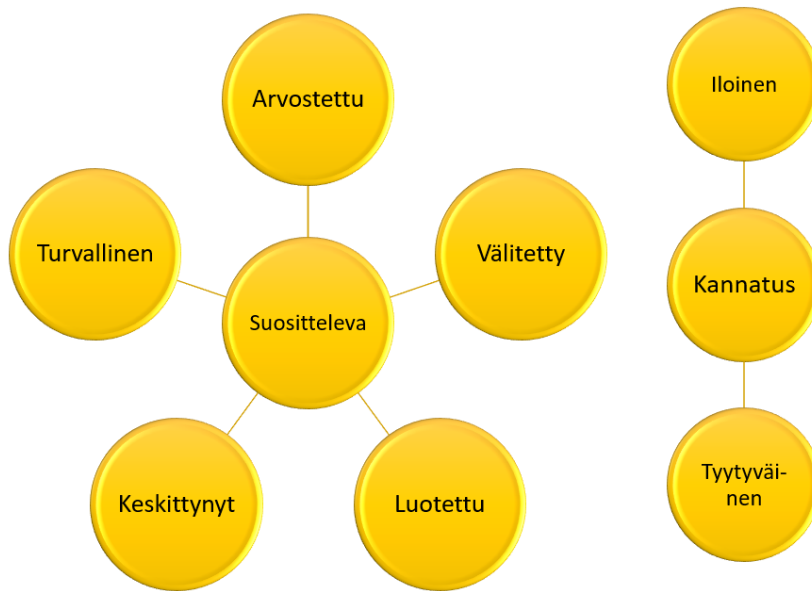 Arvostettu
Turvallinen
Välitetty
Suositteleva
Keskittynyt
Luotettu
Iloinen
Kannatus
Tyytyväi-
nen